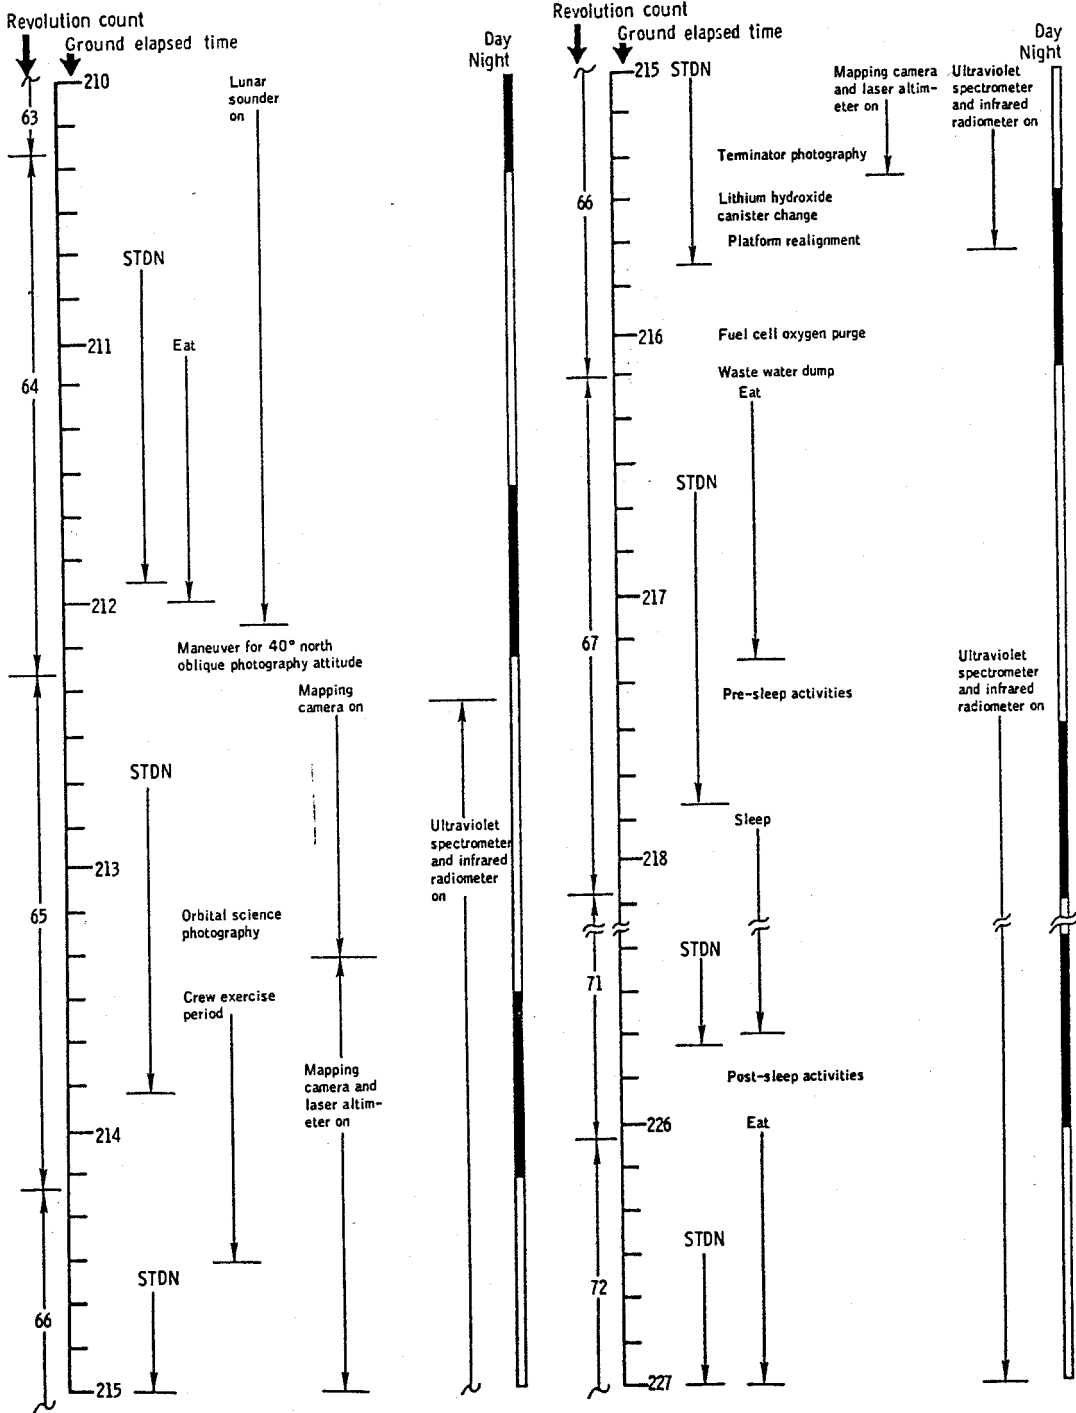 Revolution count
Ground elapsed time
Day
Night
210
Lunar
sounder
on
63
STDN
211
Eat
64
212
Maneuver for 40° north
oblique photography attitude
Mapping
camera on
STDN
Ultraviolet
spectrometer
and infrared
radiometer
on
213
65
Orbital science
photography
Crew exercise
period
Mapping
camera and
laser altim-
eter on
214
STDN
66
215
Revolution count
Ground elapsed time
Day
Night
215
STDN
Mapping camera
and laser altim-
eter on
Ultraviolet
spectrometer
and infrared
radiometer on
Terminator photography
66
Lithium hydroxide
canister change
Platform realignment
216
Fuel cell oxygen purge
Waste water dump
Eat
STDN
217
67
Ultraviolet
spectrometer
and infrared
radiometer on
Pre-sleep activities
Sleep
218
STDN
71
Post-sleep activities
226
Eat
STDN
72
227